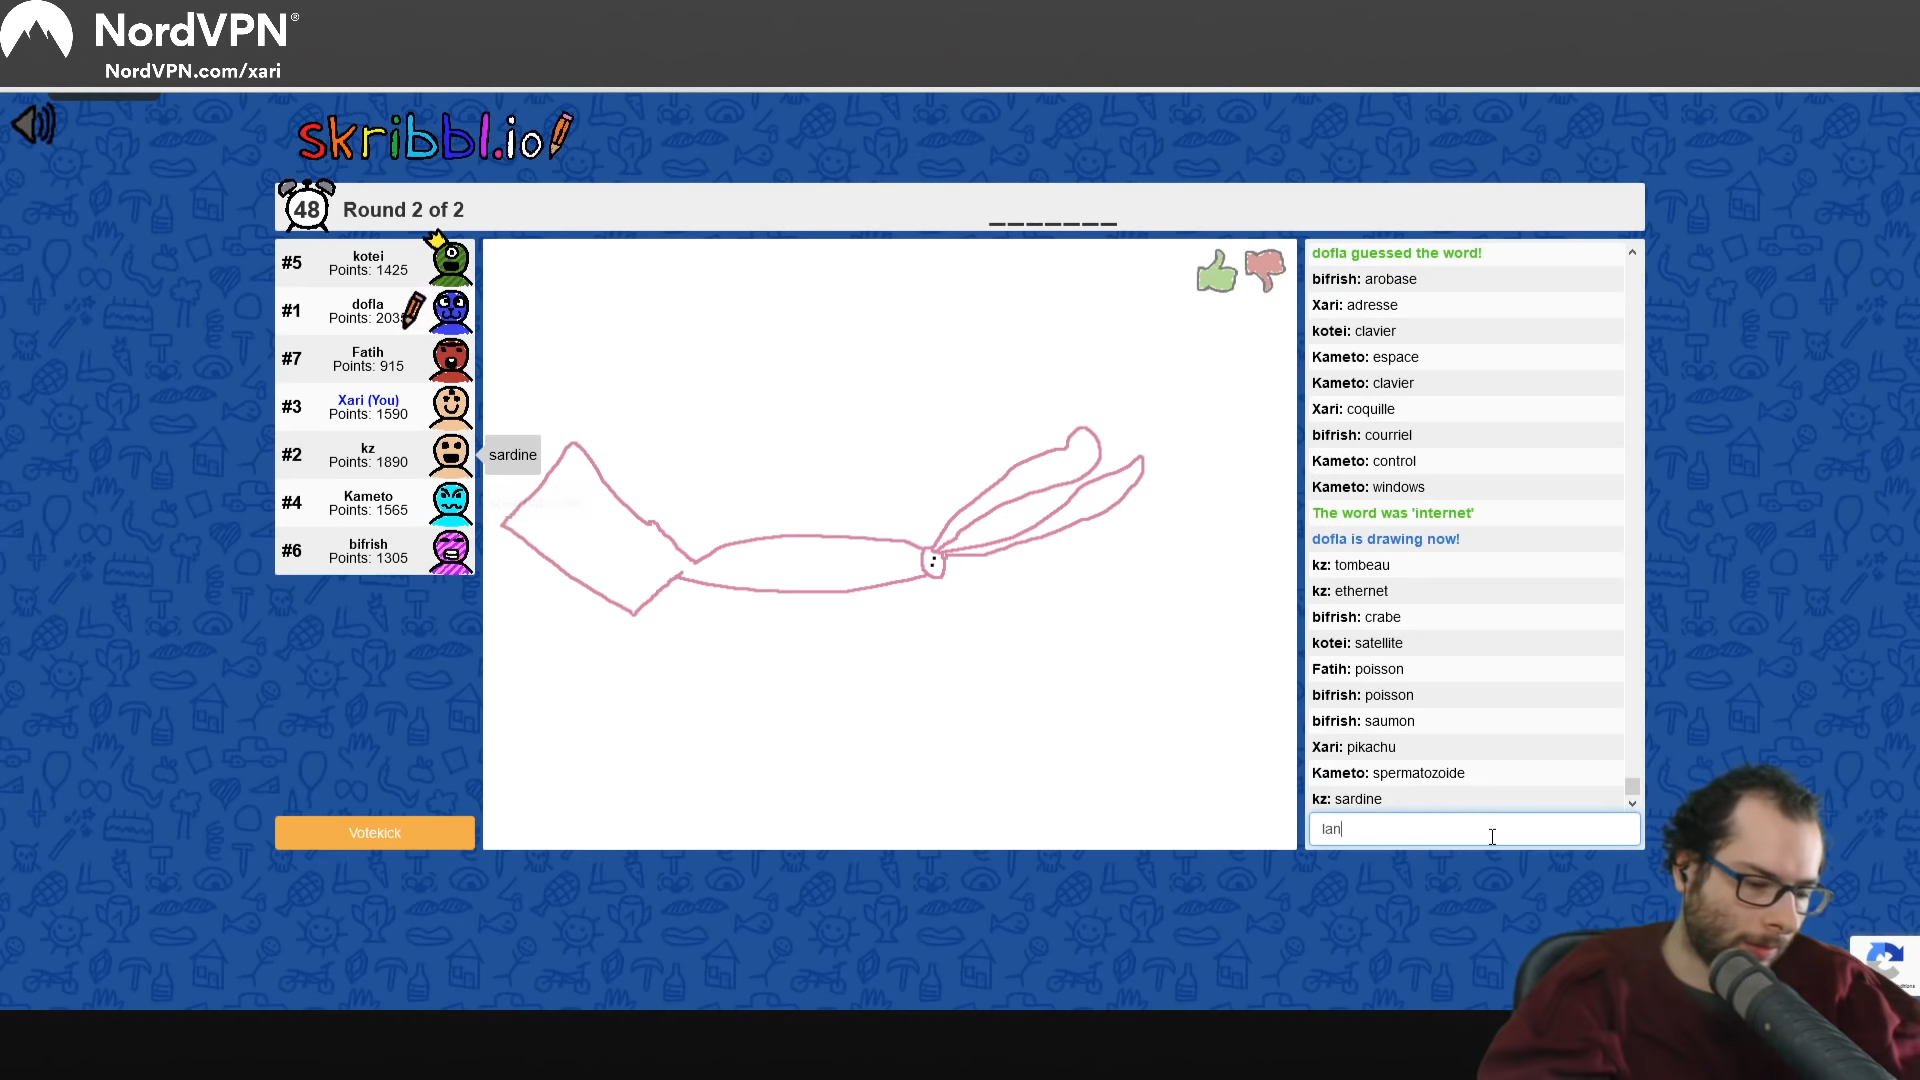 NordVPN®
NordVPN.com/xari
skribbl.io
48
Round 2 of 2
_______
#5
kotei
Points: 1425
#1
dofla
Points: 2035
#7
Fatih
Points: 915
#3
Xari (You)
Points: 1590
#2
kz
Points: 1890
sardine
#4
Kameto
Points: 1565
#6
bifrish
Points: 1305
Votekick
dofla guessed the word!
bifrish: arobase
Xari: adresse
kotei: clavier
Kameto: espace
Kameto: clavier
Xari: coquille
bifrish: courriel
Kameto: control
Kameto: windows
The word was 'internet'
dofla is drawing now!
kz: tombeau
kz: ethernet
bifrish: crabe
kotei: satellite
Fatih: poisson
bifrish: poisson
bifrish: saumon
Xari: pikachu
Kameto: spermatozoide
kz: sardine
lan